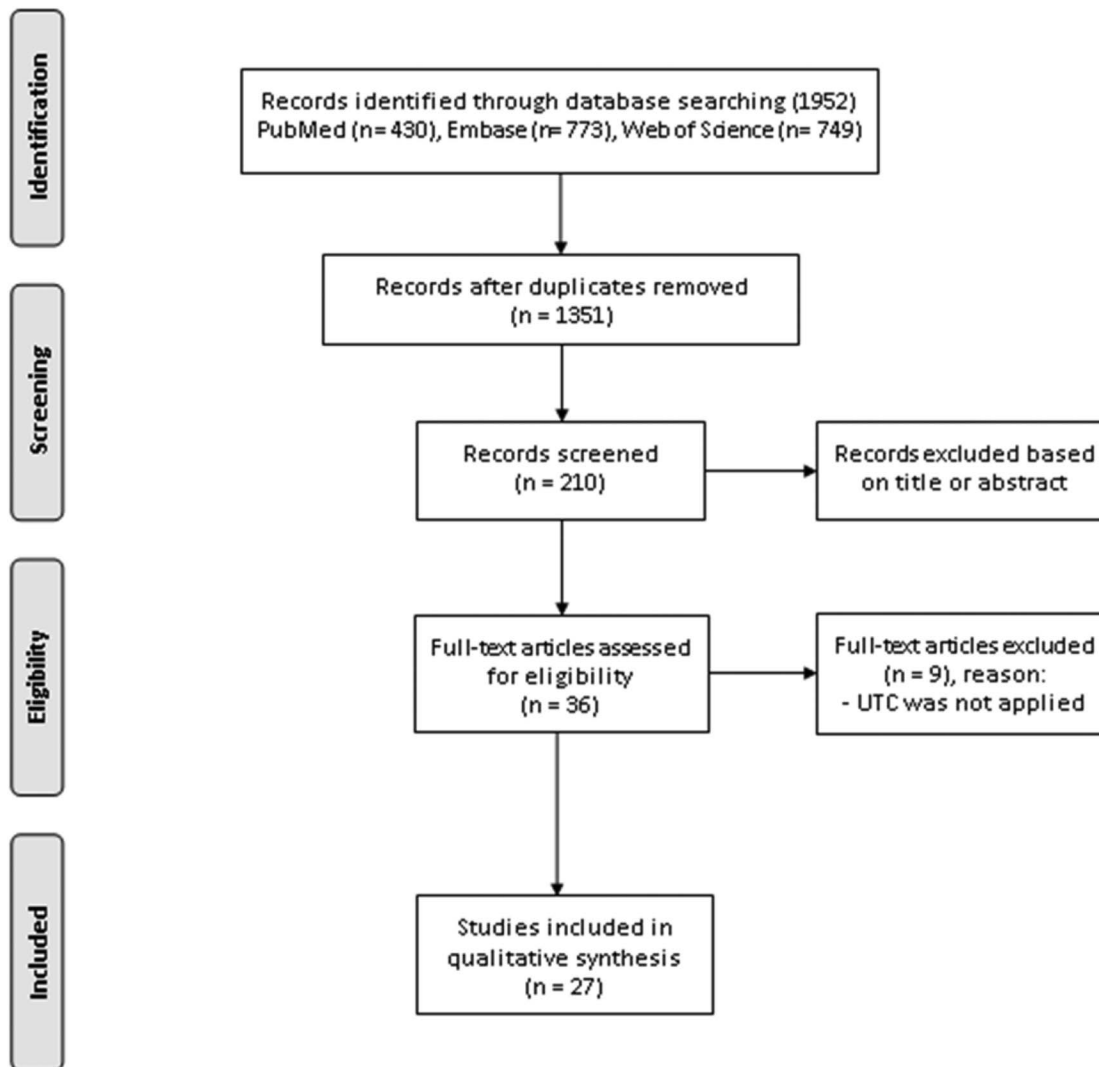 Identification
Records identified through database searching (1952)
PubMed (n= 430), Embase (n= 773), Web of Science (n= 749)
Screening
Records after duplicates removed
(n = 1351)
Records screened
(n = 210)
Records excluded based
on title or abstract
Eligibility
Full-text articles assessed
for eligibility
(n = 36)
Full-text articles excluded
(n = 9), reason:
- UTC was not applied
Included
Studies included in
qualitative synthesis
(n = 27)